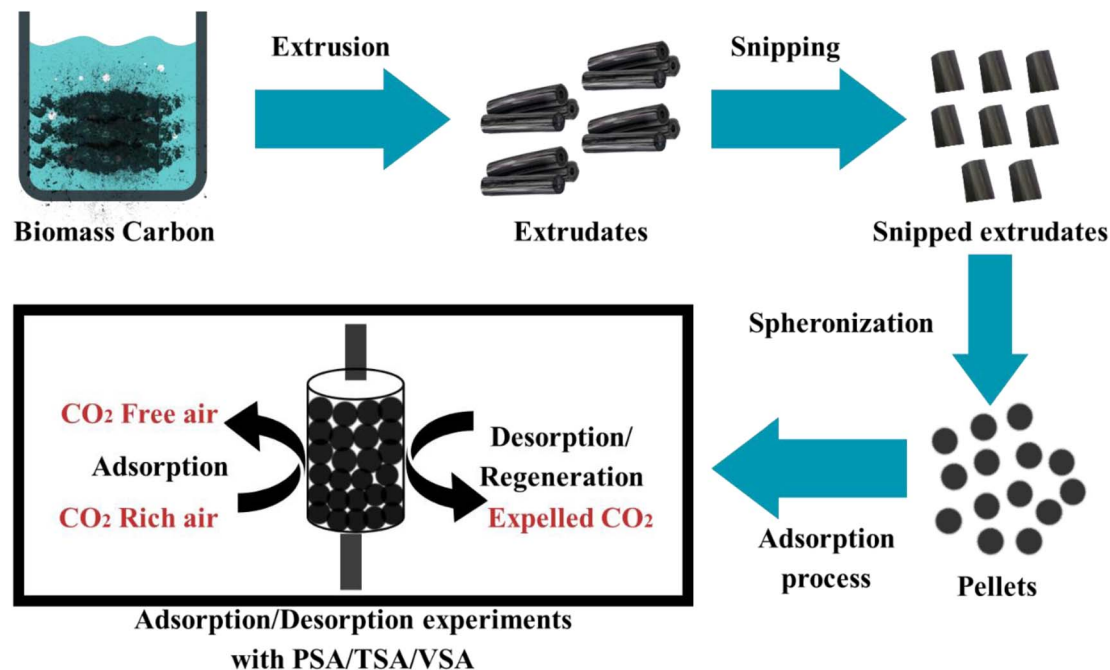 Extrusion
Snipping
Biomass Carbon
Extrudates
Snipped extrudates
Spheronization
CO2 Free air
Adsorption
CO2 Rich air
Desorption/
Regeneration
Expelled CO2
Adsorption
process
Pellets
Adsorption/Desorption experiments
with PSA/TSA/VSA